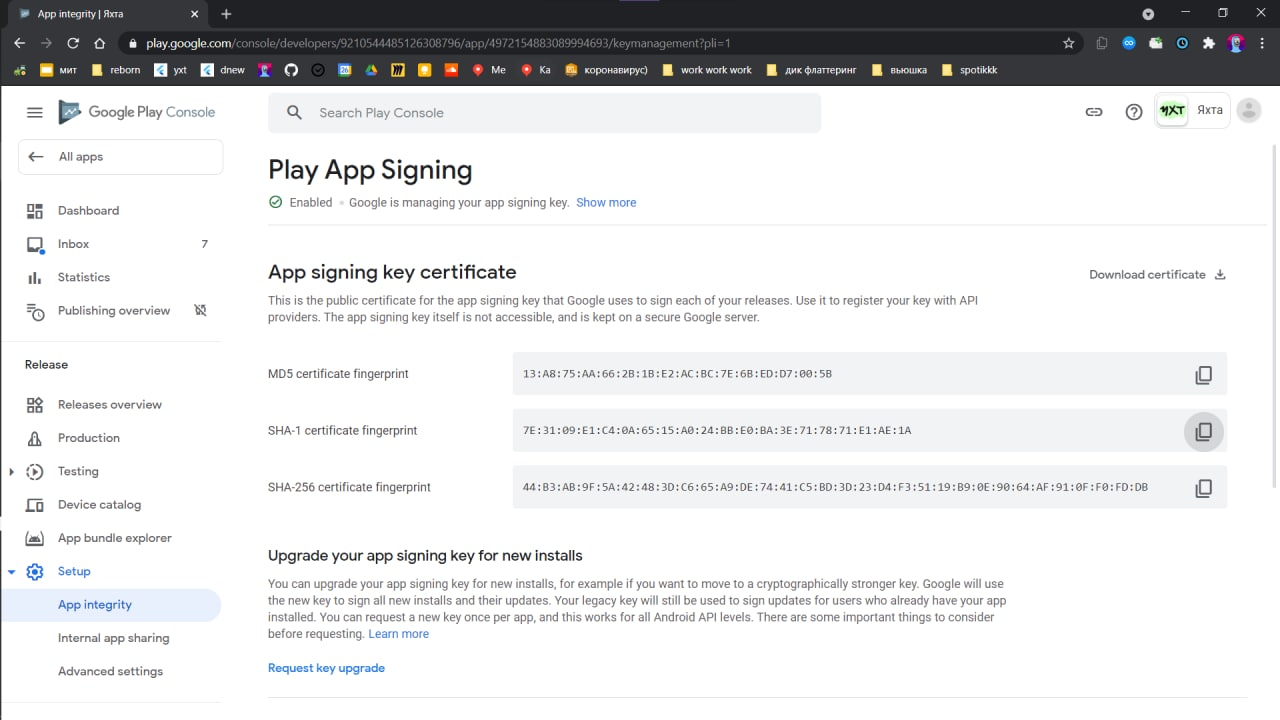 App integrity | Яхта
play.google.com/console/developers/9210544485126308796/app/4972154883089994693/keymanagement?pli=1
мит
reborn
yxt
dnew
26
Me
Ка
коронавирус)
work work work
дик флаттеринг
вьюшка
spotikkk
Google Play Console
Search Play Console
ЯХТ
Яхта
All apps
Dashboard
Inbox 7
Statistics
Publishing overview
Release
Releases overview
Production
Testing
Device catalog
App bundle explorer
Setup
App integrity
Internal app sharing
Advanced settings
Play App Signing
Enabled • Google is managing your app signing key. Show more
App signing key certificate
Download certificate
This is the public certificate for the app signing key that Google uses to sign each of your releases. Use it to register your key with API
providers. The app signing key itself is not accessible, and is kept on a secure Google server.
MD5 certificate fingerprint 13:A8:75:AA:66:2B:1B:E2:AC:BC:7E:6B:ED:D7:00:5B
SHA-1 certificate fingerprint 7E:31:09:E1:C4:0A:65:15:A0:24:BB:E0:BA:3E:71:78:71:E1:AE:1A
SHA-256 certificate fingerprint 44:B3:AB:9F:5A:42:48:3D:C6:65:A9:DE:74:41:C5:BD:3D:23:D4:F3:51:19:B9:0E:90:64:AF:91:0F:F0:FD:DB
Upgrade your app signing key for new installs
You can upgrade your app signing key for new installs, for example if you want to move to a cryptographically stronger key. Google will use
the new key to sign all new installs and their updates. Your legacy key will still be used to sign updates for users who already have your app
installed. You can request a new key once per app, and this works for all Android API levels. There are some important things to consider
before requesting. Learn more
Request key upgrade